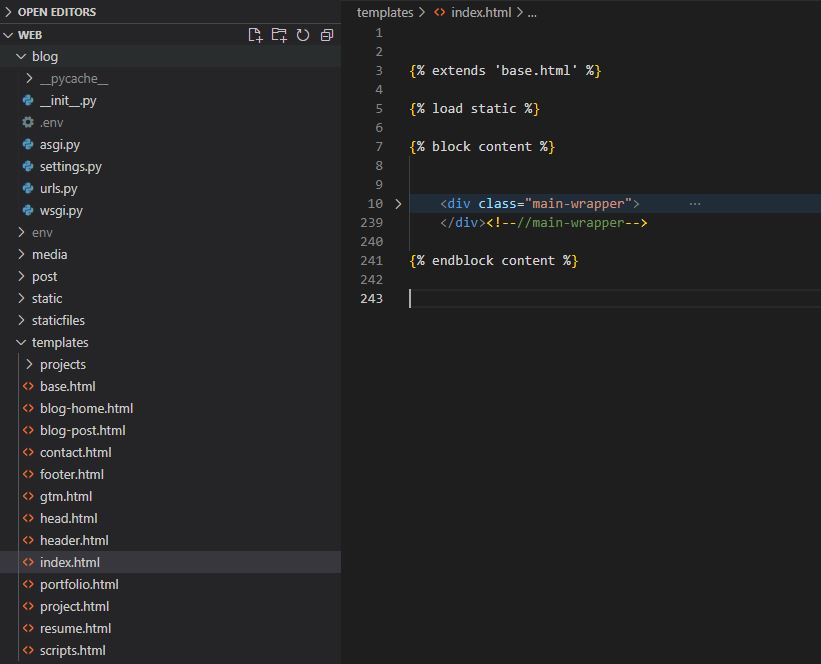 OPEN EDITORS
WEB
blog
__pycache__
__init__.py
.env
asgi.py
settings.py
urls.py
wsgi.py
env
media
post
static
staticfiles
templates
projects
base.html
blog-home.html
blog-post.html
contact.html
footer.html
gtm.html
head.html
header.html
index.html
portfolio.html
project.html
resume.html
scripts.html
templates > <> index.html > ...
1
2
3 {% extends 'base.html' %}
4
5 {% load static %}
6
7 {% block content %}
8
9
10 > <div class="main-wrapper"> ...
239 </div><!--//main-wrapper-->
240
241 {% endblock content %}
242
243